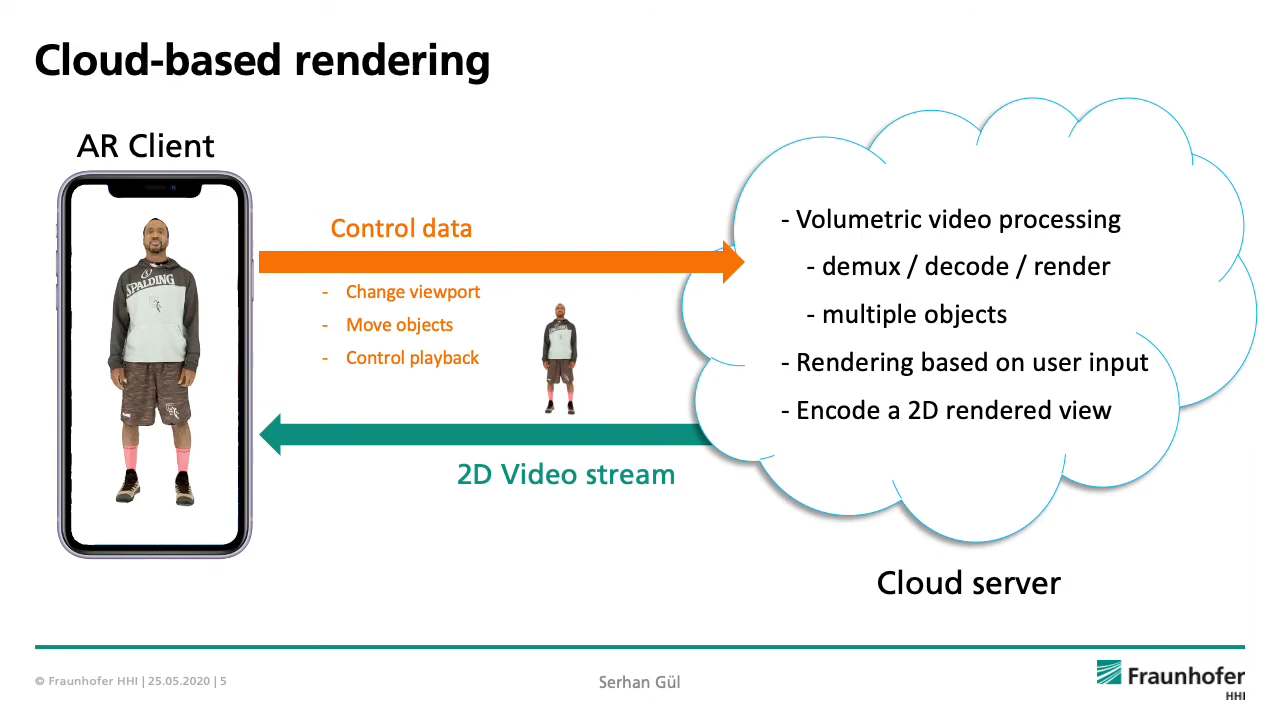 Cloud-based rendering
AR Client
SPALDING
Control data
- Change viewport
- Move objects
- Control playback
2D Video stream
- Volumetric video processing
- demux / decode / render
- multiple objects
- Rendering based on user input
- Encode a 2D rendered view
Cloud server
© Fraunhofer HHI | 25.05.2020 | 5
Serhan Gül
Fraunhofer
HHI